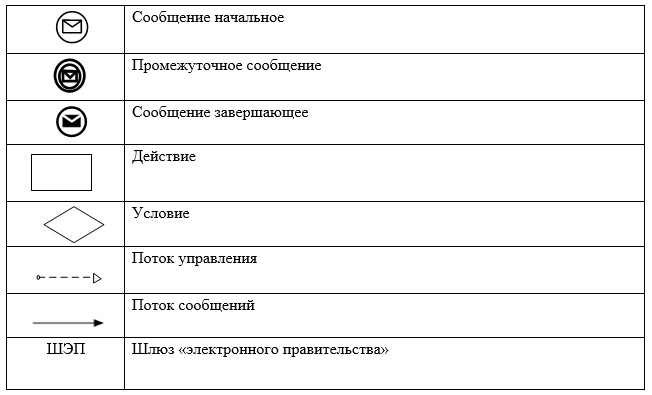 Сообщение начальное
Промежуточное сообщение
Сообщение завершающее
Действие
Условие
Поток управления
Поток сообщений
ШЭП Шлюз «электронного правительства»